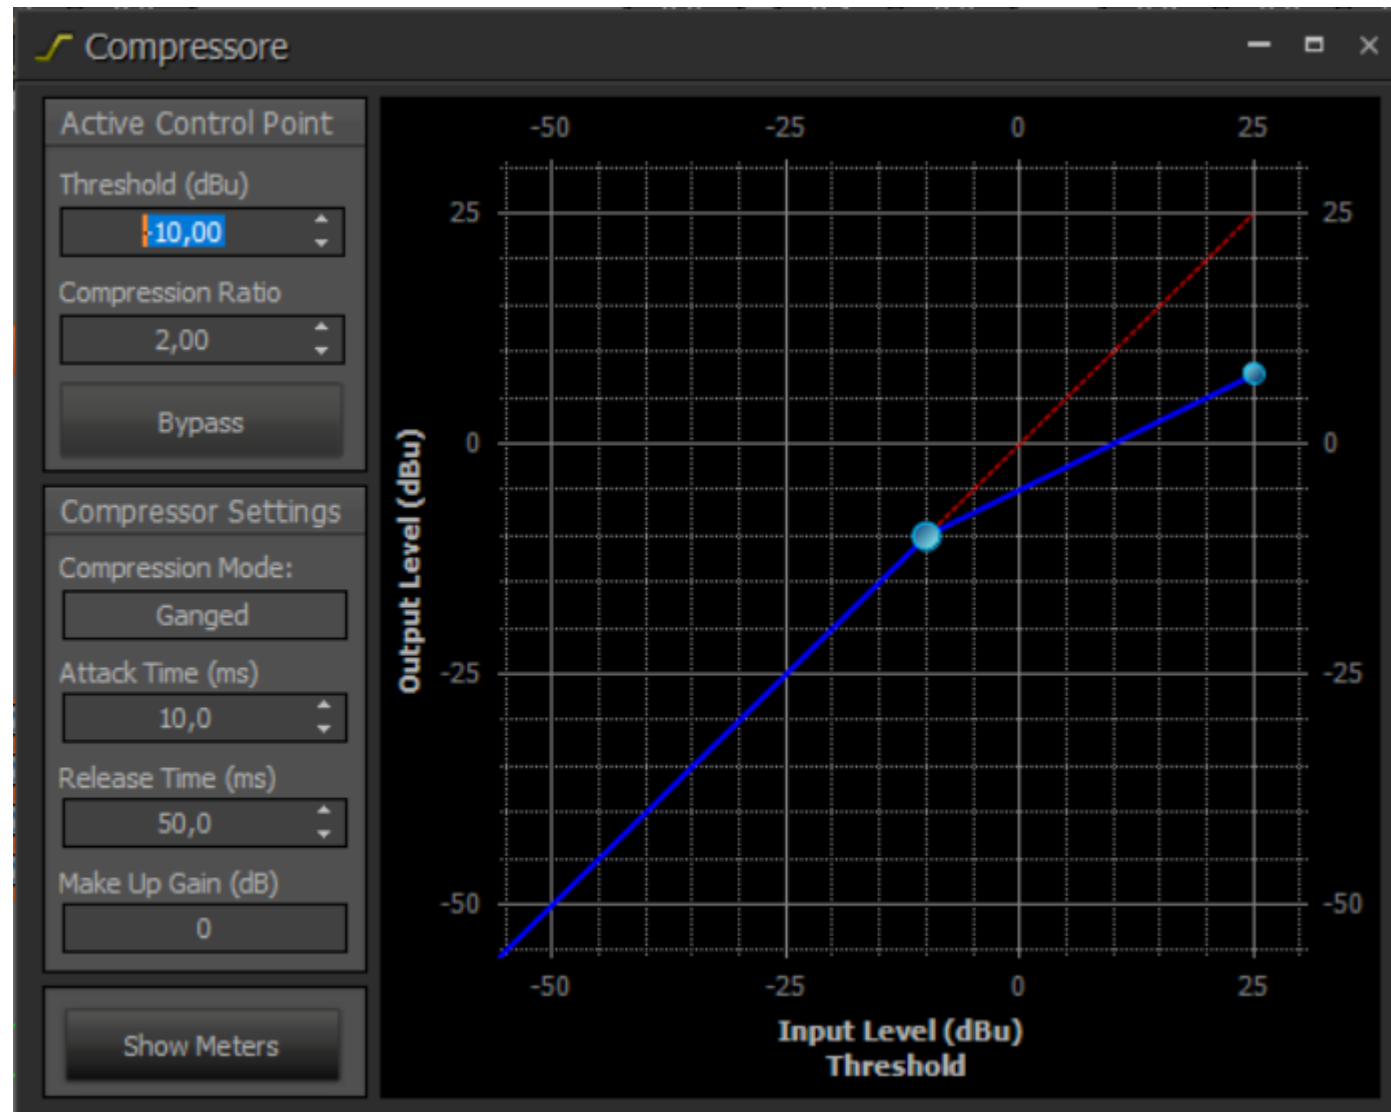 Compressore
Active Control Point
Threshold (dBu)
-10,00
Compression Ratio
2,00
Bypass
Compressor Settings
Compression Mode:
Ganged
Attack Time (ms)
10,0
Release Time (ms)
50,0
Make Up Gain (dB)
0
Show Meters
-50 -25 0 25
25 25
0 0
-25 -25
-50 -50
Output Level (dBu)
-50 -25 0 25
Input Level (dBu)
Threshold